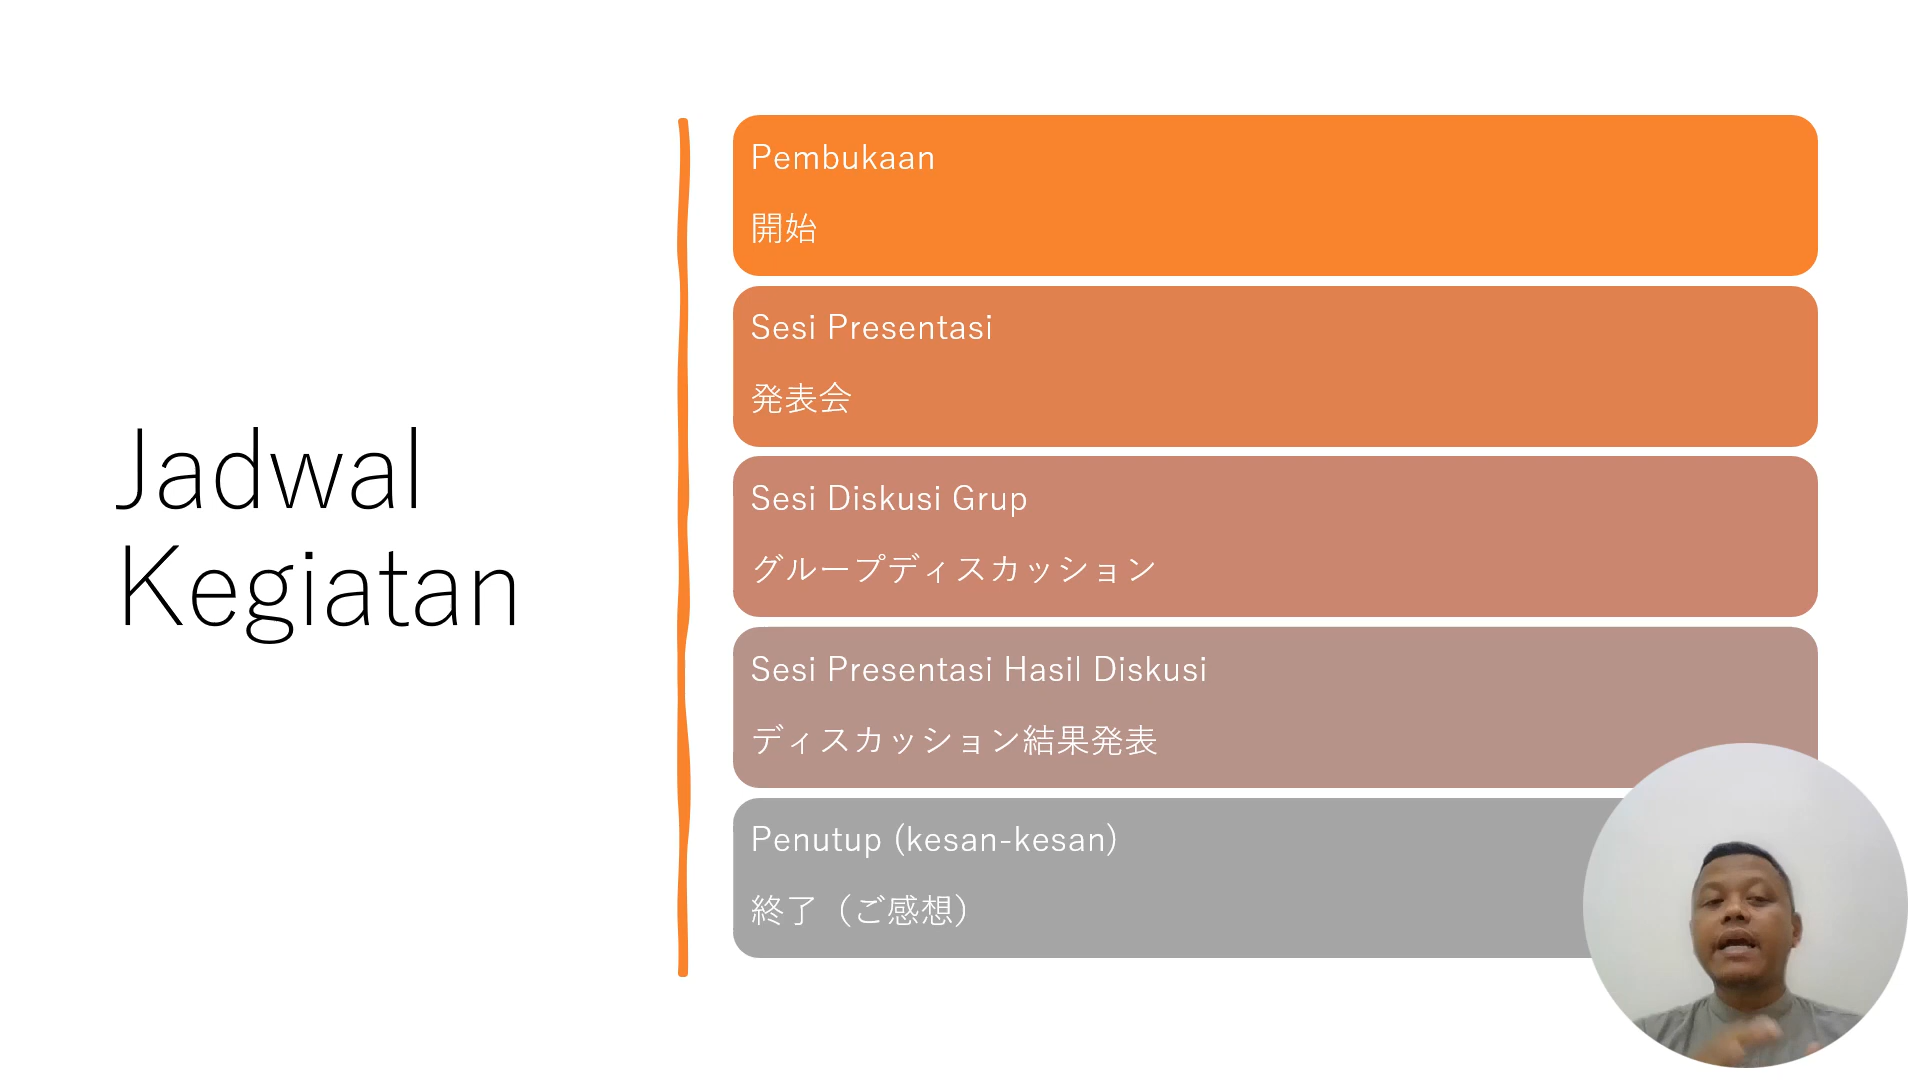 Jadwal
Kegiatan
Pembukaan
開始
Sesi Presentasi
発表会
Sesi Diskusi Grup
グループディスカッション
Sesi Presentasi Hasil Diskusi
ディスカッション結果発表
Penutup (kesan-kesan)
終了（ご感想）